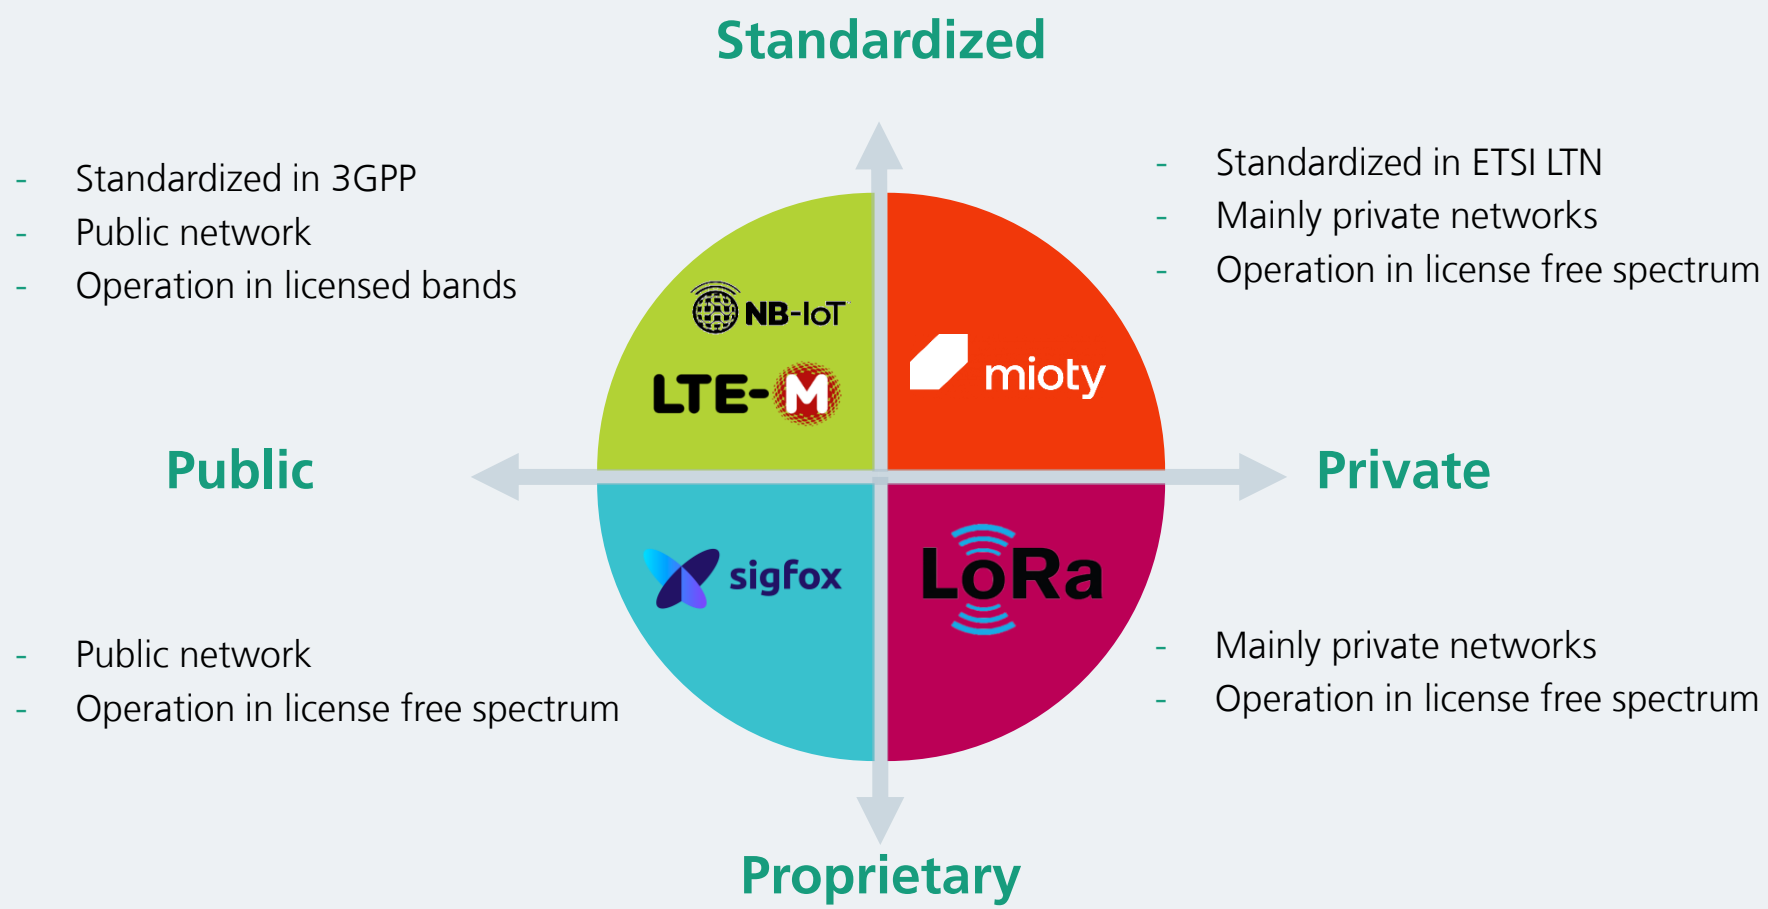 Standardized
- Standardized in 3GPP
- Public network
- Operation in licensed bands
- Standardized in ETSI LTN
- Mainly private networks
- Operation in license free spectrum
NB-IoT
LTE-M
mioty
Public
Private
sigfox
LoRa
- Public network
- Operation in license free spectrum
- Mainly private networks
- Operation in license free spectrum
Proprietary